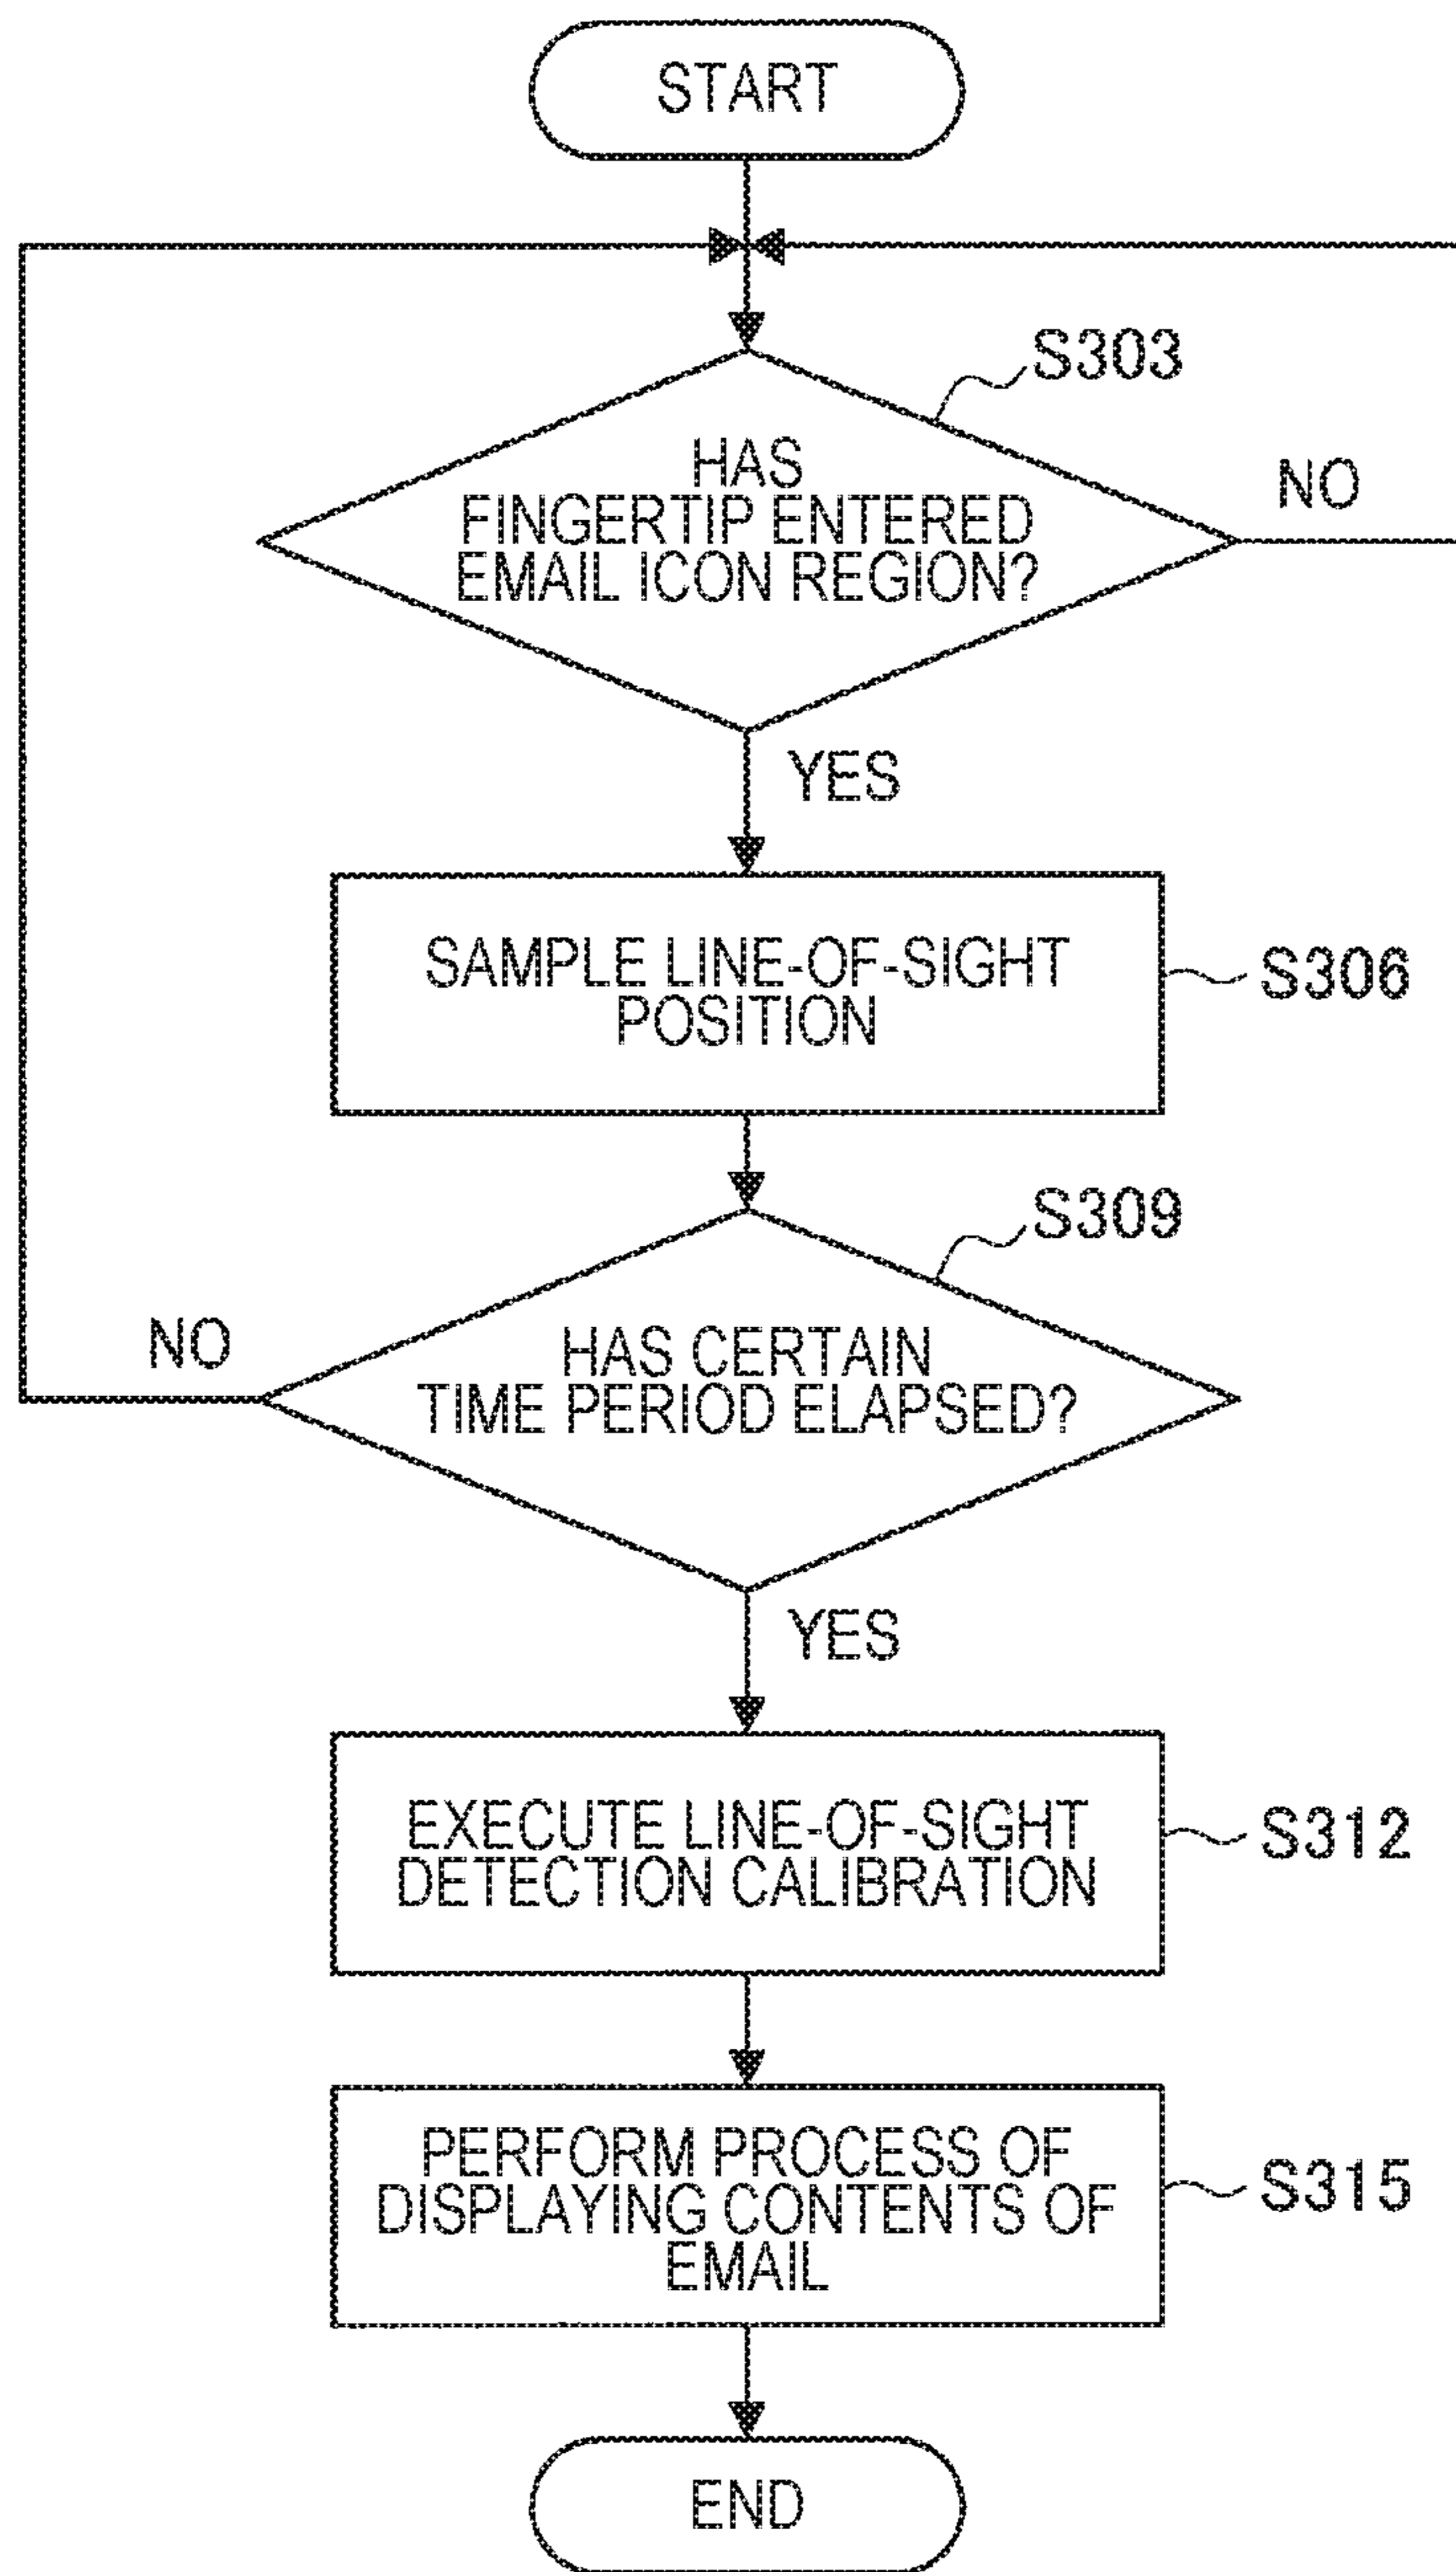 START
S303
HAS
FINGERTIP ENTERED
EMAIL ICON REGION?
NO
YES
SAMPLE LINE-OF-SIGHT
POSITION
S306
S309
HAS CERTAIN
TIME PERIOD ELAPSED?
NO
YES
EXECUTE LINE-OF-SIGHT
DETECTION CALIBRATION
S312
PERFORM PROCESS OF
DISPLAYING CONTENTS OF
EMAIL
S315
END